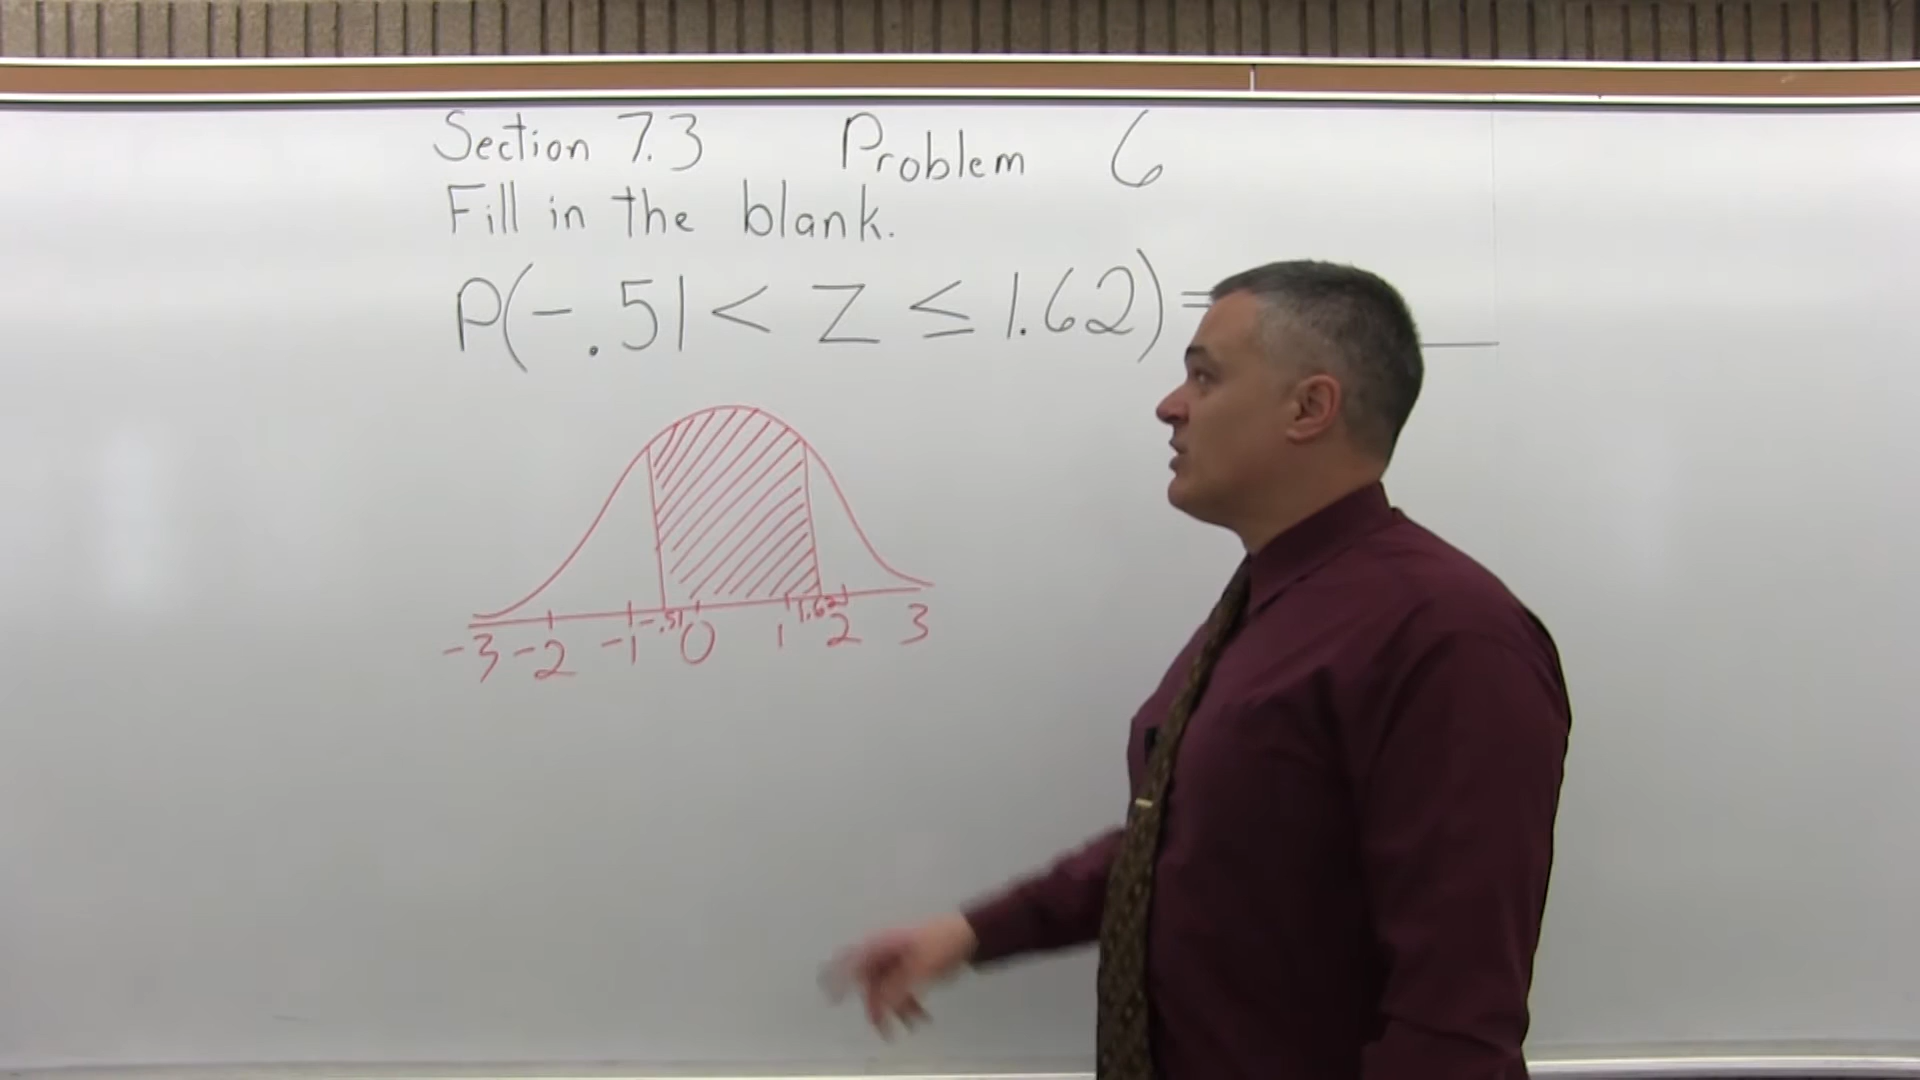 Section 7.3 Problem 6
Fill in the blank.
P(-.51 < Z ≤ 1.62) =
-3 -2 -1 -.51 0 1 1.62 2 3